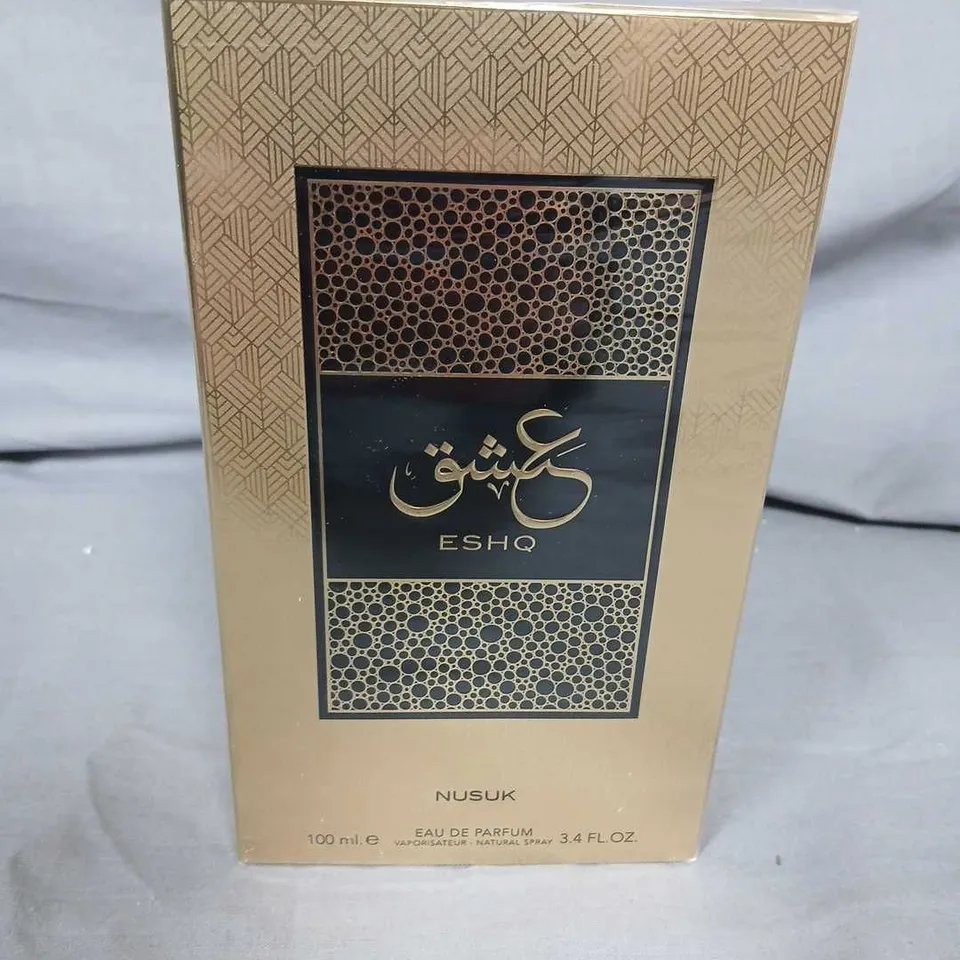 عشق
ESHQ
NUSUK
100 ml. e EAU DE PARFUM 3.4 FL.OZ.
VAPORISATEUR - NATURAL SPRAY